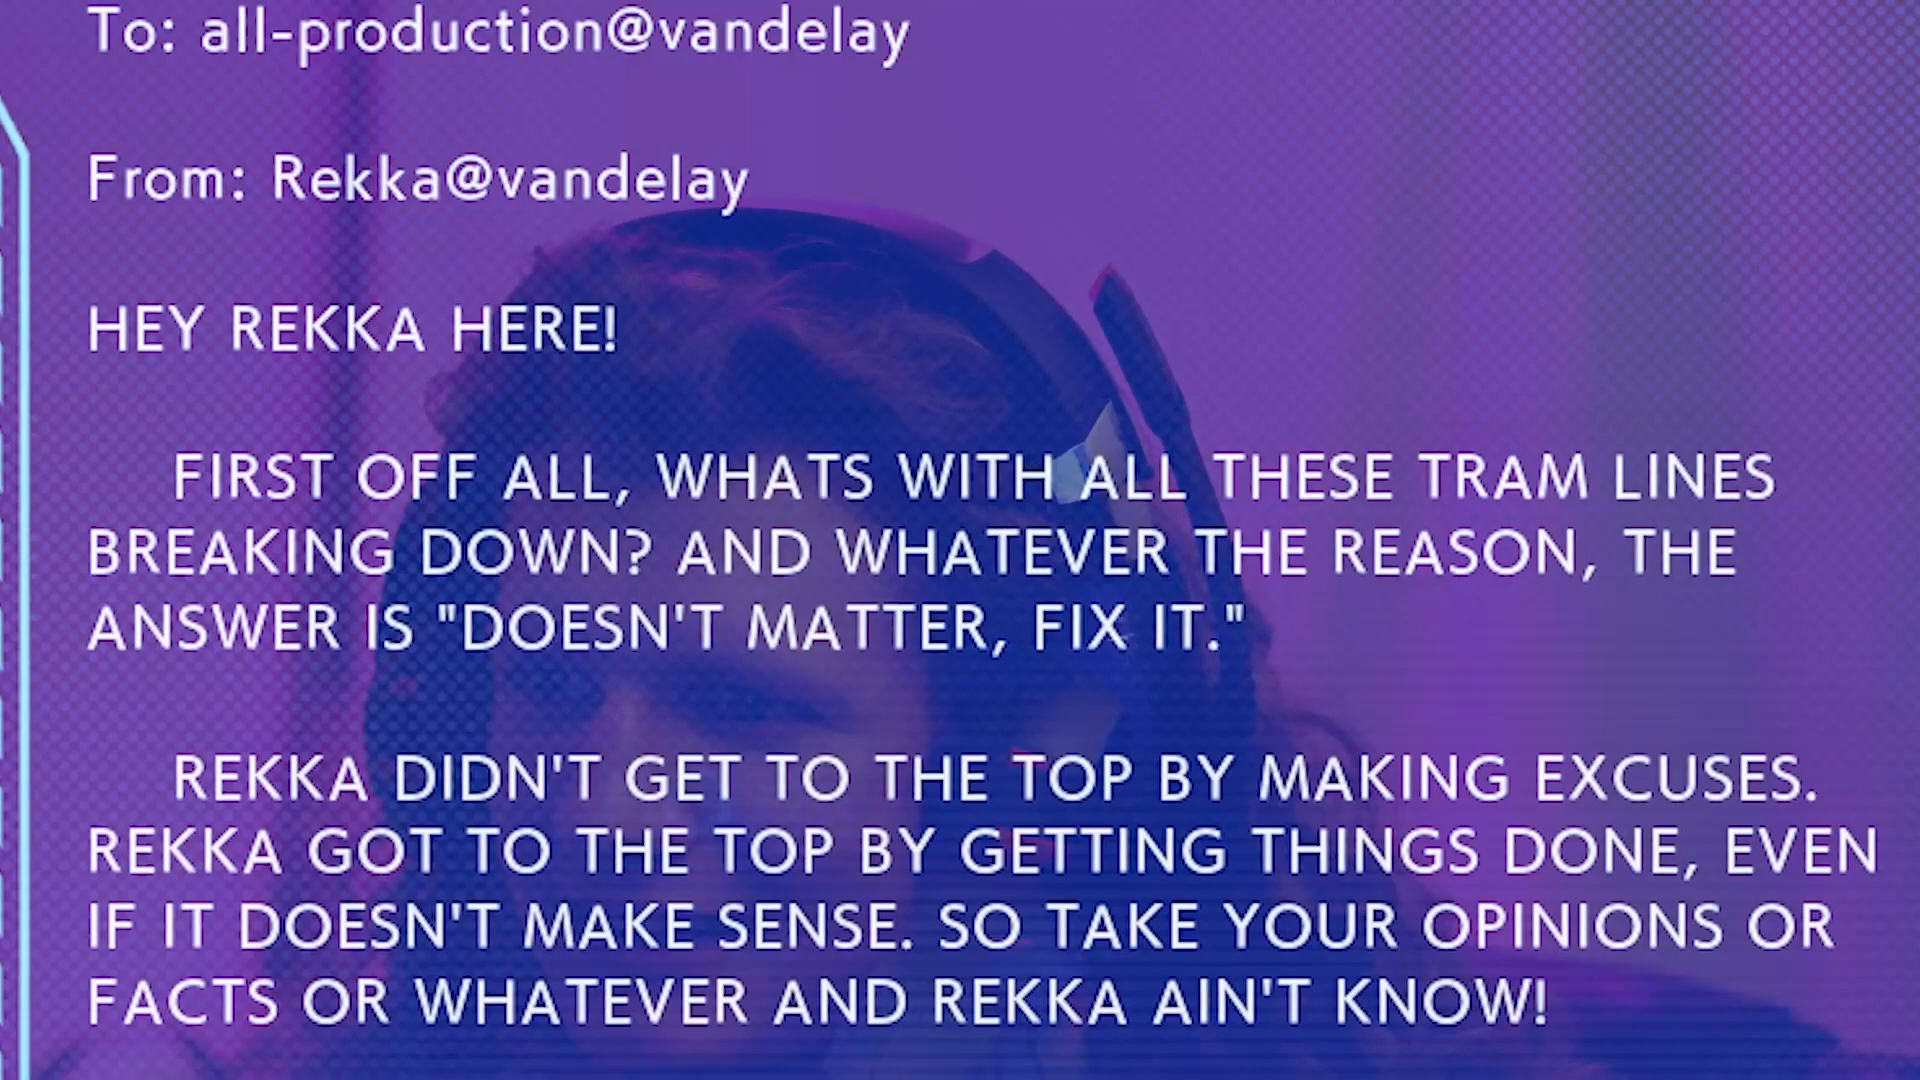 To: all-production@vandelay
From: Rekka@vandelay
HEY REKKA HERE!
FIRST OFF ALL, WHATS WITH ALL THESE TRAM LINES
BREAKING DOWN? AND WHATEVER THE REASON, THE
ANSWER IS "DOESN'T MATTER, FIX IT."
REKKA DIDN'T GET TO THE TOP BY MAKING EXCUSES.
REKKA GOT TO THE TOP BY GETTING THINGS DONE, EVEN
IF IT DOESN'T MAKE SENSE. SO TAKE YOUR OPINIONS OR
FACTS OR WHATEVER AND REKKA AIN'T KNOW!